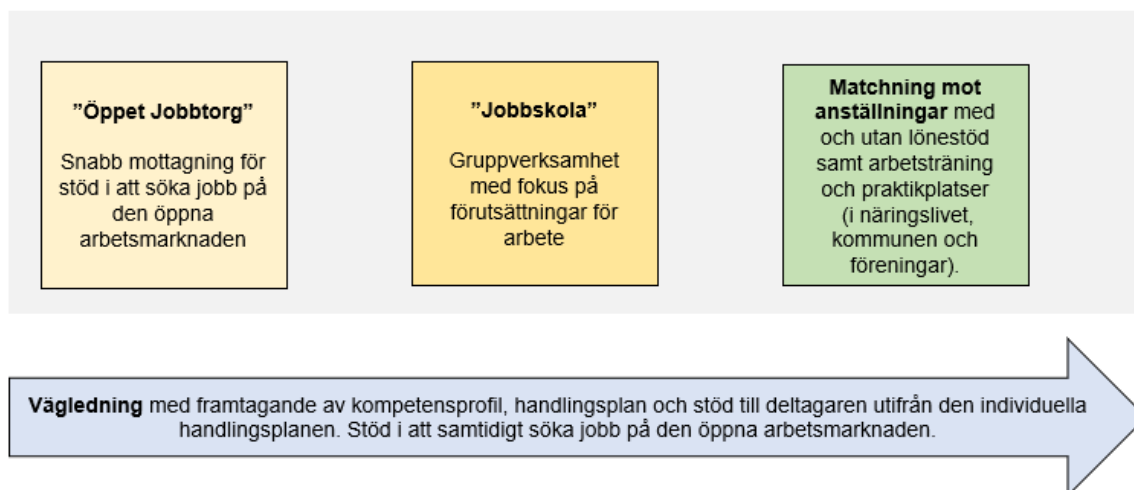 ”Öppet Jobbtorg”
Snabb mottagning för
stöd i att söka jobb på
den öppna
arbetsmarknaden
”Jobbskola”
Gruppverksamhet
med fokus på
förutsättningar för
arbete
Matchning mot
anställningar med
och utan lönestöd
samt arbetsträning
och praktikplatser
(i näringslivet,
kommunen och
föreningar).
Vägledning med framtagande av kompetensprofil, handlingsplan och stöd till deltagaren utifrån den individuella
handlingsplanen. Stöd i att samtidigt söka jobb på den öppna arbetsmarknaden.